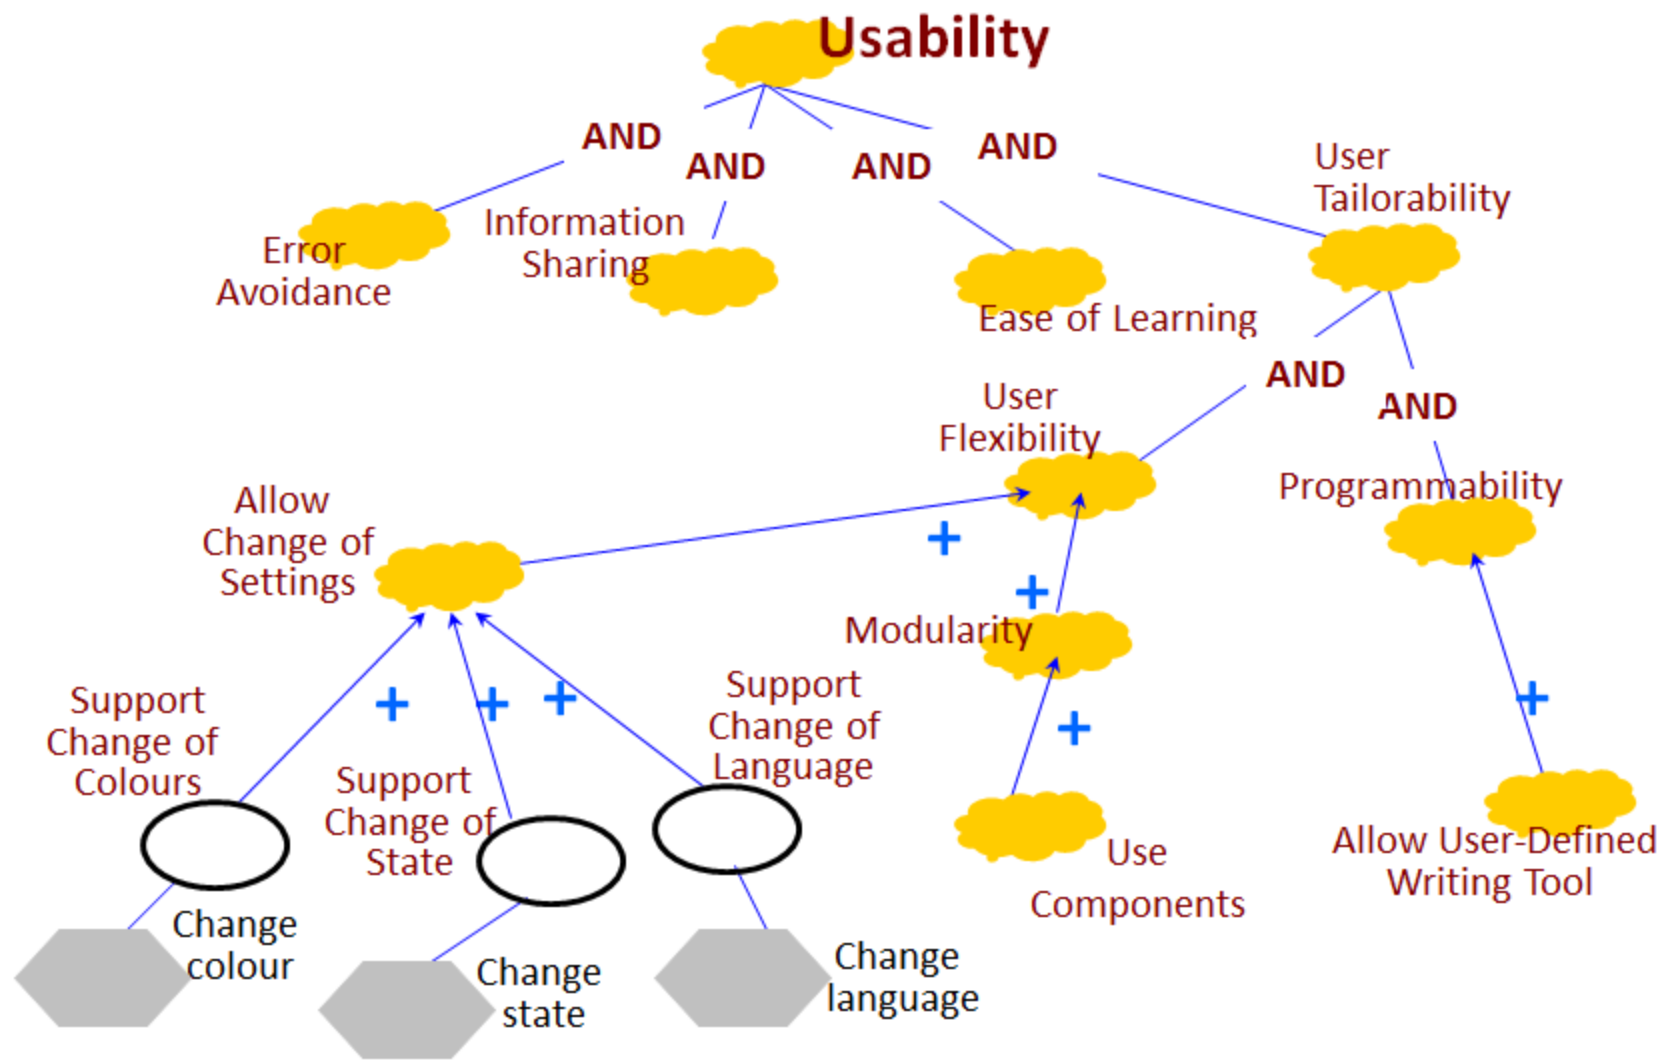 Usability
AND
AND
AND
AND
User
Tailorability
Information
Sharing
Error
Avoidance
Ease of Learning
AND
AND
User
Flexibility
Programmability
Allow
Change of
Settings
+
+
Modularity
Support
Change of
Colours
+
+
+
Support
Change of
Language
+
+
Support
Change of
State
Use
Components
Allow User-Defined
Writing Tool
Change
colour
Change
state
Change
language